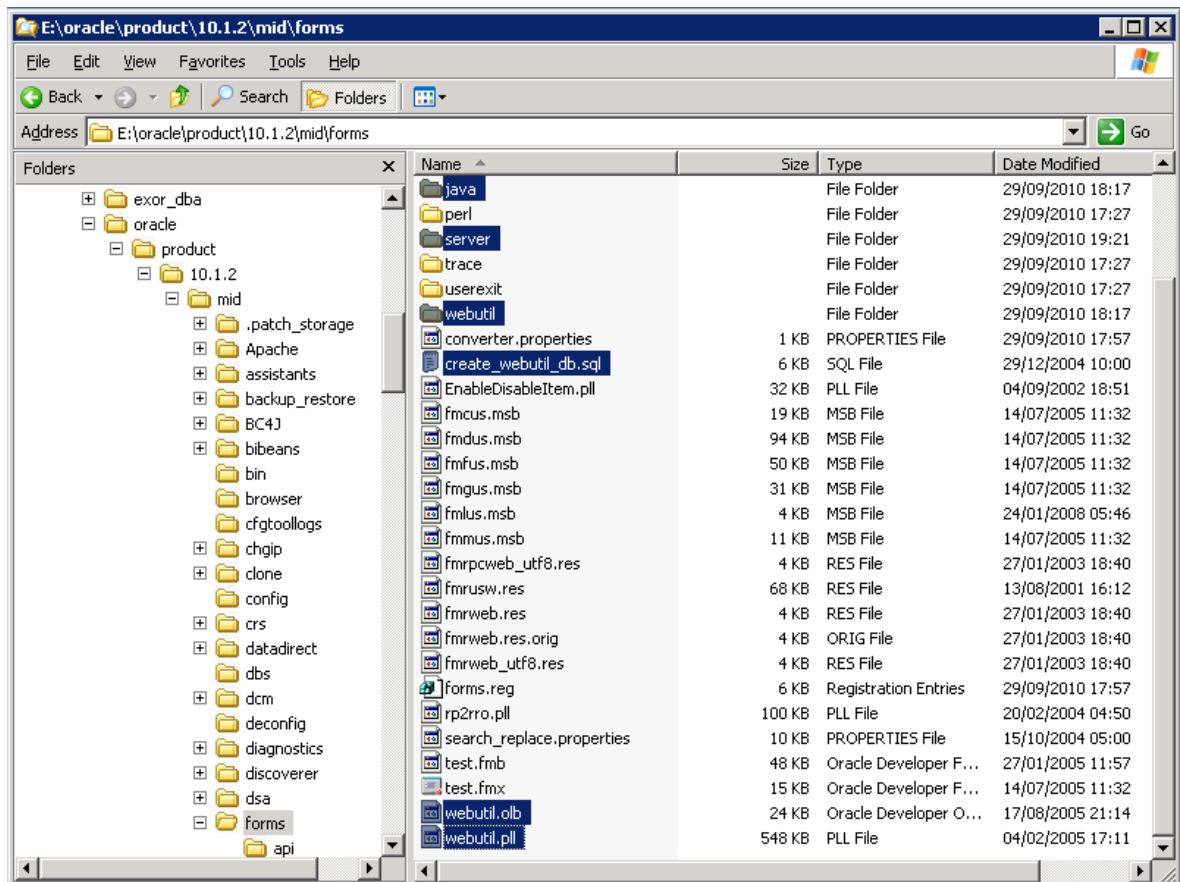 E:\oracle\product\10.1.2\mid\forms
File Edit View Favorites Tools Help
Back Search Folders
Address E:\oracle\product\10.1.2\mid\forms Go
Folders x
exor_dba
oracle
product
10.1.2
mid
.patch_storage
Apache
assistants
backup_restore
BC4J
bibeans
bin
browser
cfgtoollogs
chgip
clone
config
crs
datadirect
dbs
dcm
deconfig
diagnostics
discoverer
dsa
forms
api
Name Size Type Date Modified
java File Folder 29/09/2010 18:17
perl File Folder 29/09/2010 17:27
server File Folder 29/09/2010 19:21
trace File Folder 29/09/2010 17:27
userexit File Folder 29/09/2010 17:27
webutil File Folder 29/09/2010 18:17
converter.properties 1 KB PROPERTIES File 29/09/2010 17:57
create_webutil_db.sql 6 KB SQL File 29/12/2004 10:00
EnableDisableItem.pll 32 KB PLL File 04/09/2002 18:51
fmcus.msb 19 KB MSB File 14/07/2005 11:32
fmdus.msb 94 KB MSB File 14/07/2005 11:32
fmfus.msb 50 KB MSB File 14/07/2005 11:32
fmgus.msb 31 KB MSB File 14/07/2005 11:32
fmlus.msb 4 KB MSB File 24/01/2008 05:46
fmmus.msb 11 KB MSB File 14/07/2005 11:32
fmrpcweb_utf8.res 4 KB RES File 27/01/2003 18:40
fmrusw.res 68 KB RES File 13/08/2001 16:12
fmrweb.res 4 KB RES File 27/01/2003 18:40
fmrweb.res.orig 4 KB ORIG File 27/01/2003 18:40
fmrweb_utf8.res 4 KB RES File 27/01/2003 18:40
forms.reg 6 KB Registration Entries 29/09/2010 17:57
rp2rro.pll 100 KB PLL File 20/02/2004 04:50
search_replace.properties 10 KB PROPERTIES File 15/10/2004 05:00
test.fmb 48 KB Oracle Developer F... 27/01/2005 11:57
test.fmx 15 KB Oracle Developer F... 14/07/2005 11:32
webutil.olb 24 KB Oracle Developer O... 17/08/2005 21:14
webutil.pll 548 KB PLL File 04/02/2005 17:11